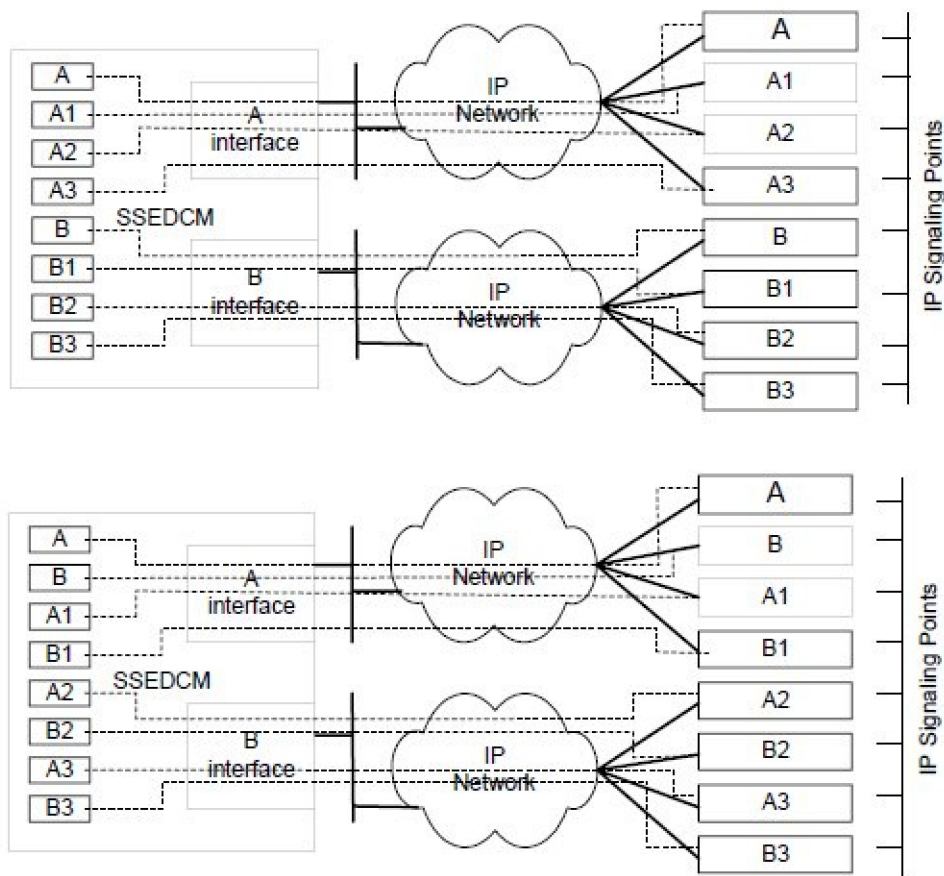 A
A1
A2
A3
B
B1
B2
B3
SSEDCM
A
interface
B
interface
IP
Network
IP
Network
A
A1
A2
A3
B
B1
B2
B3
IP Signaling Points
A
B
A1
B1
A2
B2
A3
B3
SSEDCM
A
interface
B
interface
IP
Network
IP
Network
A
B
A1
B1
A2
B2
A3
B3
IP Signaling Points